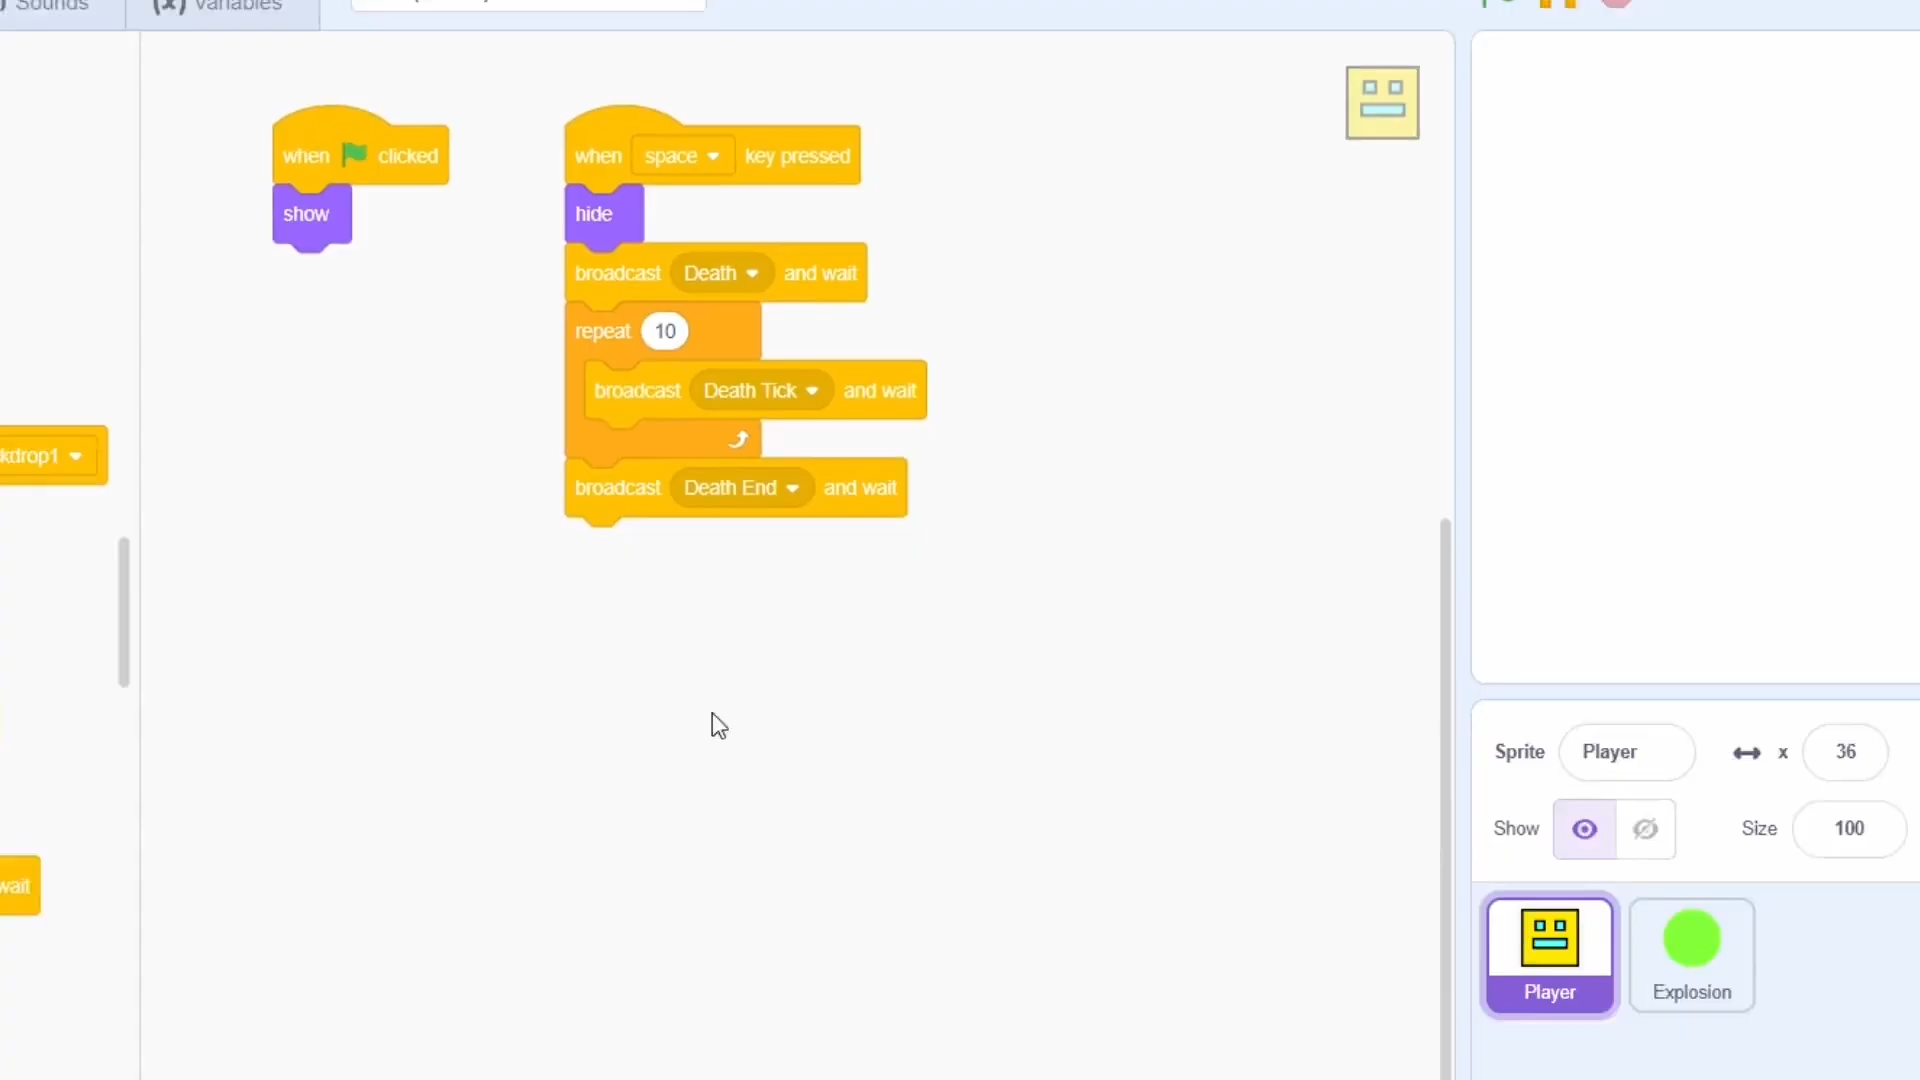 Sounds
Variables
when clicked
show
when space key pressed
hide
broadcast Death and wait
repeat 10
broadcast Death Tick and wait
broadcast Death End and wait
kdrop1
wait
Sprite Player x 36
Show Size 100
Player
Explosion